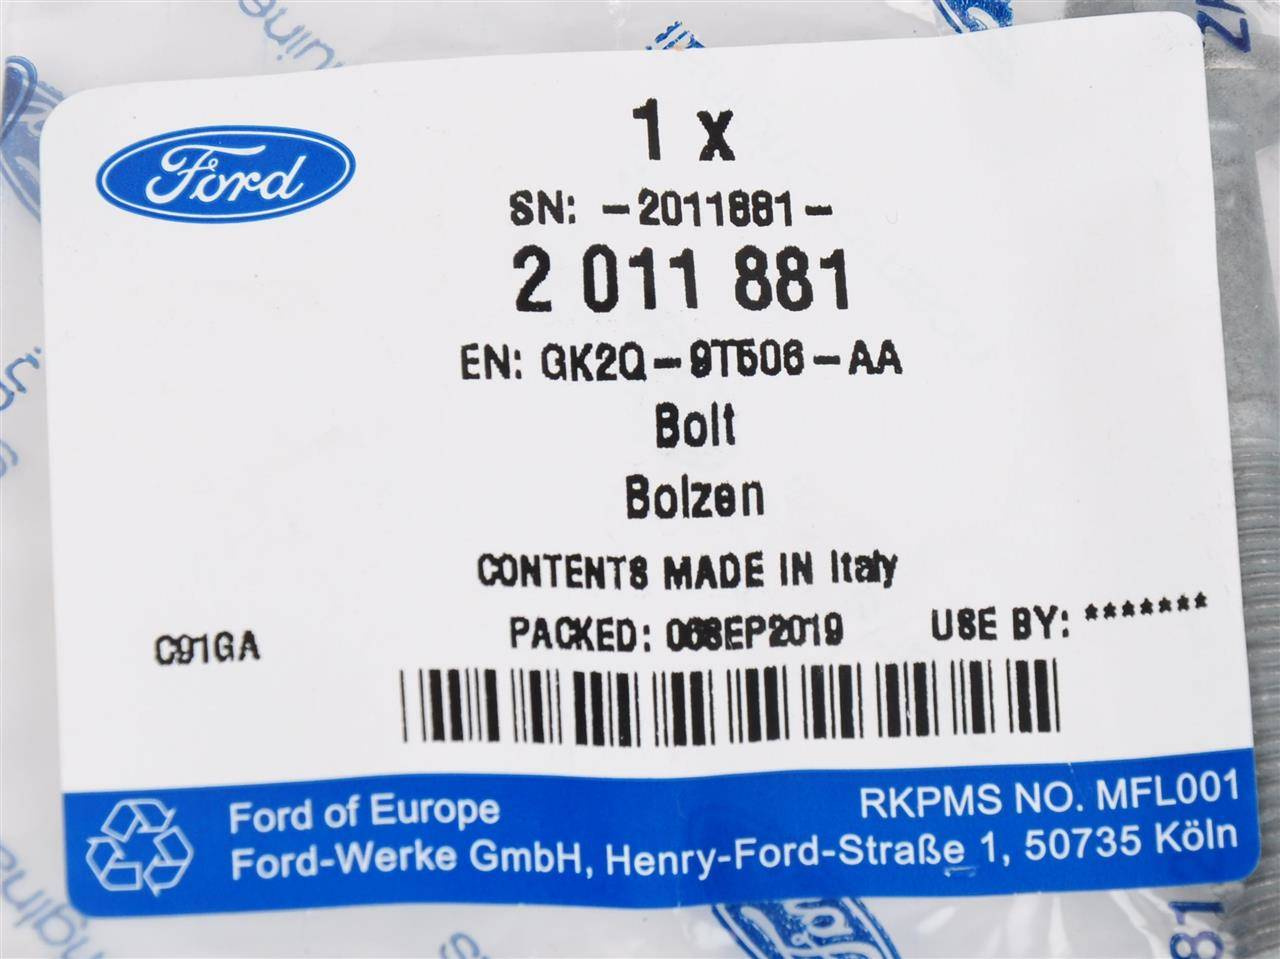 Ford
1 x
SN: -2011881-
2 011 881
EN: GK2Q-9T506-AA
Bolt
Bolzen
CONTENTS MADE IN Italy
C91GA
PACKED: 06SEP2019
USE BY: *******
Ford of Europe
RKPMS NO. MFL001
Ford-Werke GmbH, Henry-Ford-Straße 1, 50735 Köln